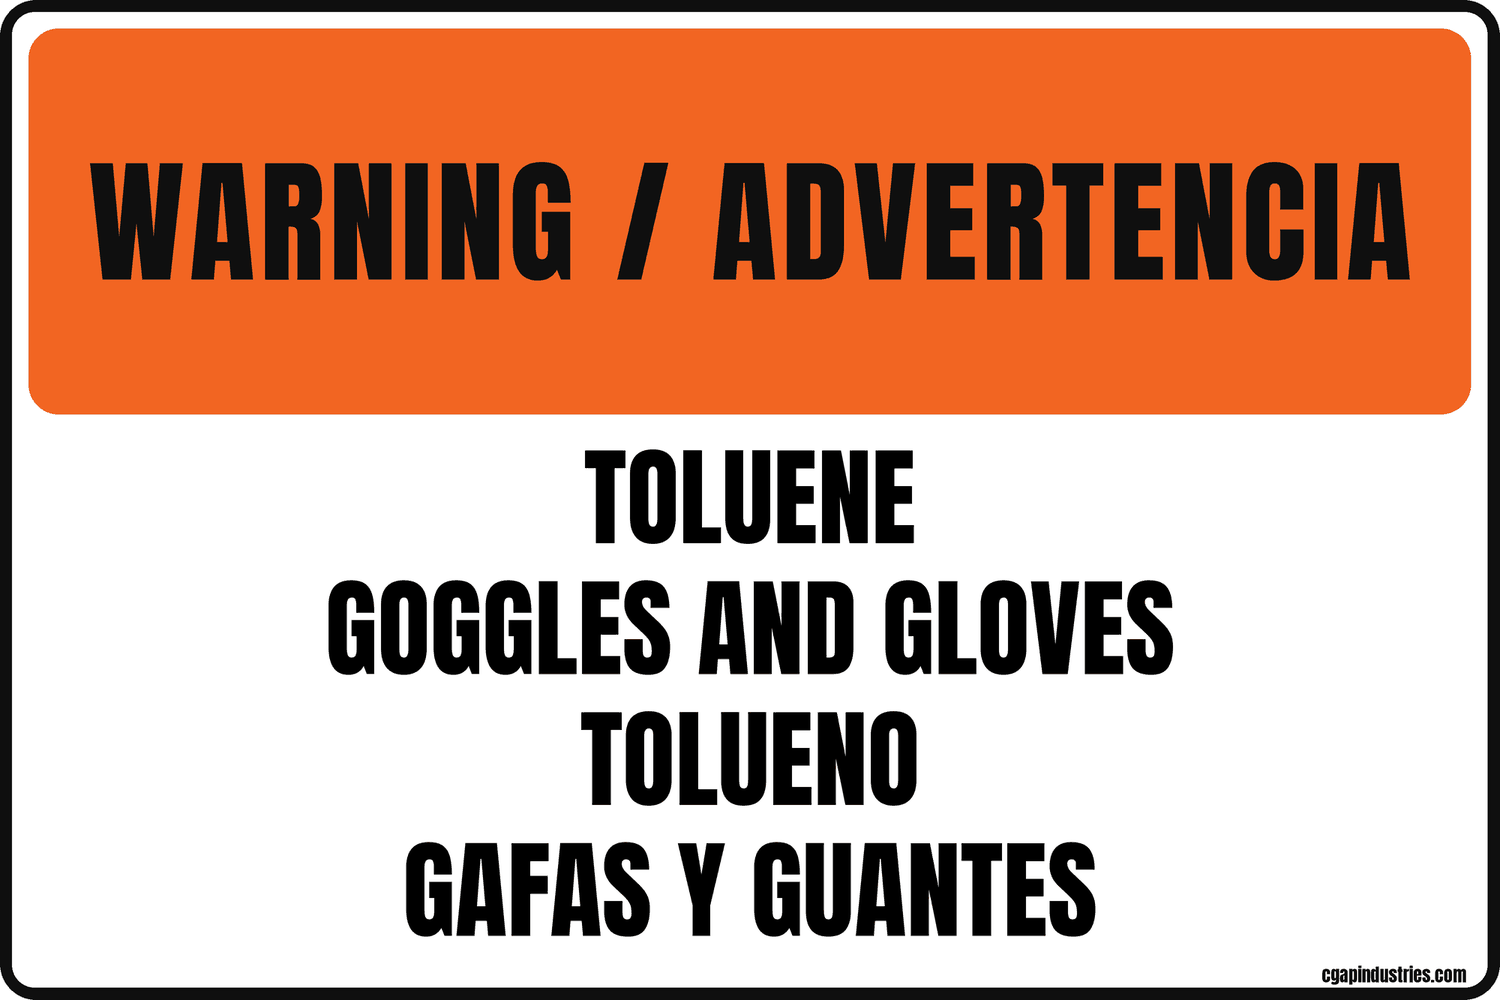 WARNING / ADVERTENCIA
TOLUENE
GOGGLES AND GLOVES
TOLUENO
GAFAS Y GUANTES
cgapindustries.com